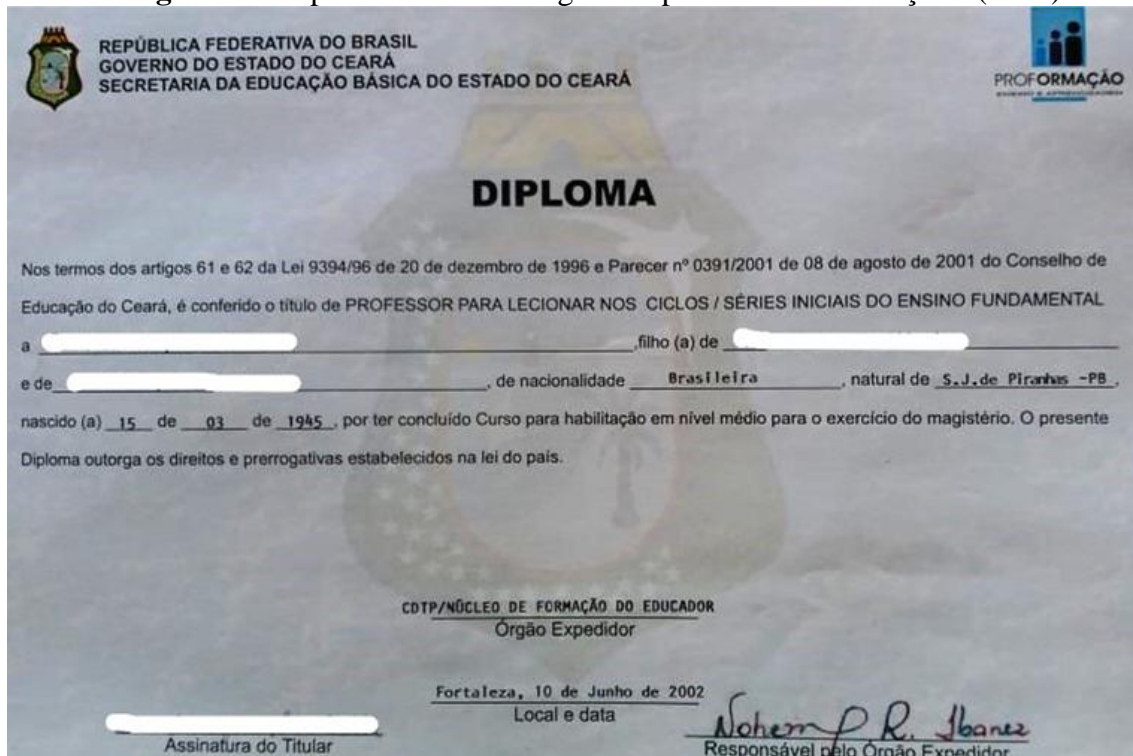 REPÚBLICA FEDERATIVA DO BRASIL
GOVERNO DO ESTADO DO CEARÁ
SECRETARIA DA EDUCAÇÃO BÁSICA DO ESTADO DO CEARÁ
PROFORMAÇÃO
DIPLOMA
Nos termos dos artigos 61 e 62 da Lei 9394/96 de 20 de dezembro de 1996 e Parecer nº 0391/2001 de 08 de agosto de 2001 do Conselho de
Educação do Ceará, é conferido o título de PROFESSOR PARA LECIONAR NOS CICLOS / SÉRIES INICIAIS DO ENSINO FUNDAMENTAL
a ,filho (a) de
e de , de nacionalidade Brasileira , natural de S.J.de Piranhas -PB ,
nascido (a) 15 de 03 de 1945 , por ter concluído Curso para habilitação em nível médio para o exercício do magistério. O presente
Diploma outorga os direitos e prerrogativas estabelecidos na lei do país.
CDTP/NÚCLEO DE FORMAÇÃO DO EDUCADOR
Órgão Expedidor
Fortaleza, 10 de Junho de 2002
Local e data
Nohem P R. Ibanez
Assinatura do Titular
Responsável pelo Órgão Expedidor